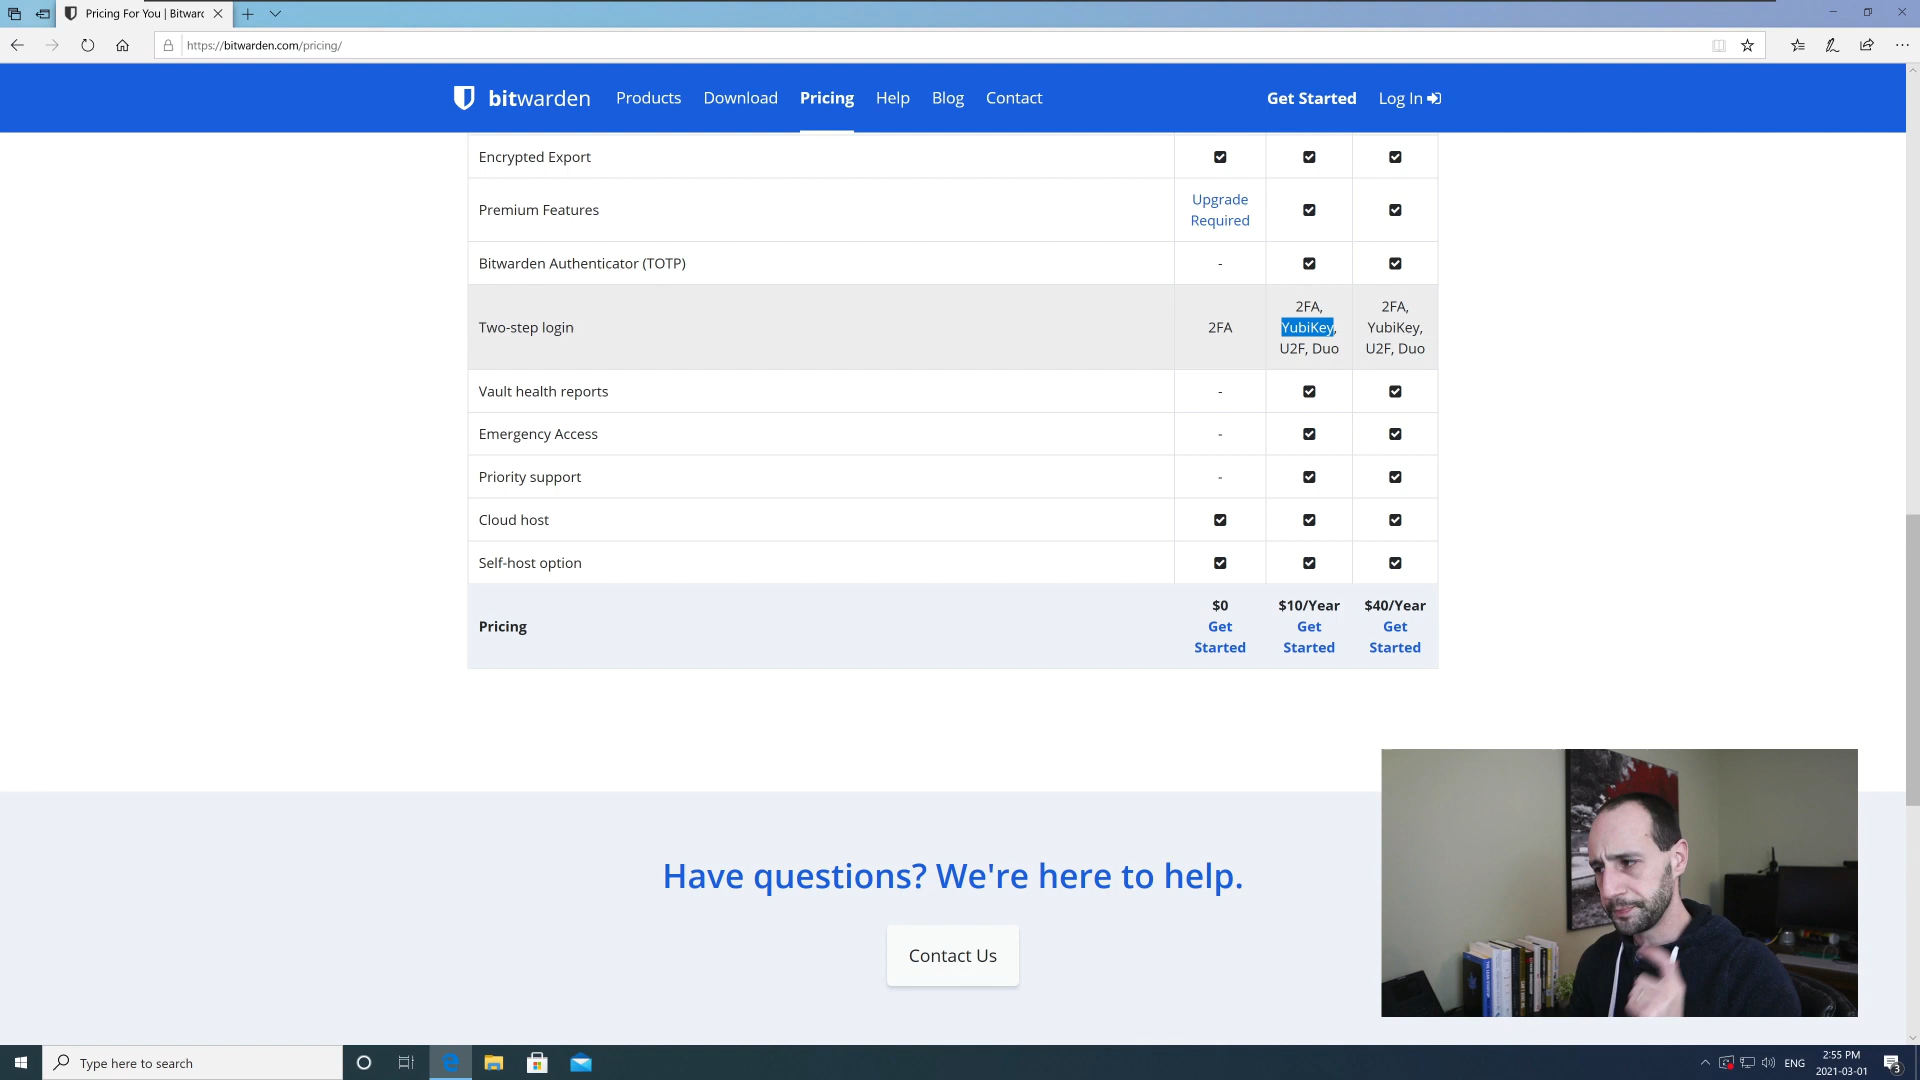 Pricing For You | Bitwarc
https://bitwarden.com/pricing/
bitwarden
Products
Download
Pricing
Help
Blog
Contact
Get Started
Log In
Encrypted Export
Premium Features
Upgrade
Required
Bitwarden Authenticator (TOTP)
-
Two-step login
2FA
2FA,
YubiKey,
U2F, Duo
2FA,
YubiKey,
U2F, Duo
Vault health reports
-
Emergency Access
-
Priority support
-
Cloud host
Self-host option
Pricing
$0
Get
Started
$10/Year
Get
Started
$40/Year
Get
Started
Have questions? We're here to help.
Contact Us
Type here to search
ENG
2:55 PM
2021-03-01
3